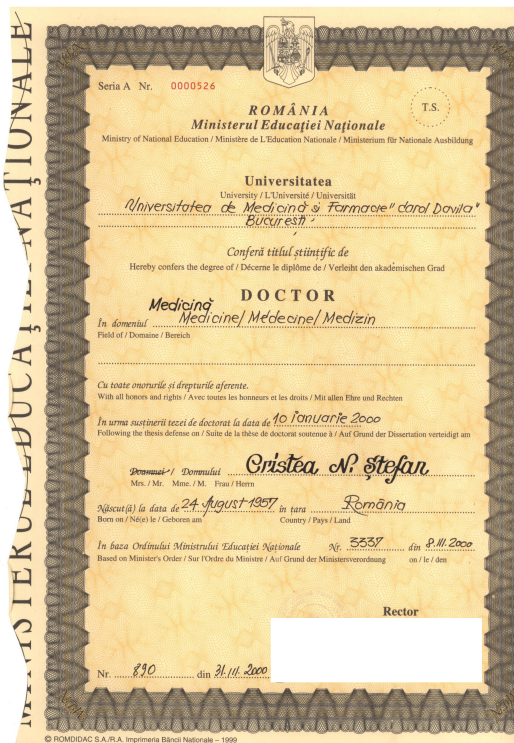 MINISTERUL EDUCAȚIEI NAȚIONALE
Seria A Nr. 0000526
T.S.
ROMÂNIA
Ministerul Educației Naționale
Ministry of National Education / Ministère de L'Education Nationale / Ministerium für Nationale Ausbildung
Universitatea
University / L'Université / Universität
Universitatea de Medicină și Farmacie "Carol Davila"
București
Conferă titlul științific de
Hereby confers the degree of / Décerne le diplôme de / Verleiht den akademischen Grad
DOCTOR
Medicină
În domeniul Medicine/ Médecine/ Medizin
Field of / Domaine / Bereich
Cu toate onorurile și drepturile aferente.
With all honors and rights / Avec toutes les honneurs et les droits / Mit allen Ehre und Rechten
În urma susținerii tezei de doctorat la data de 10 ianuarie 2000
Following the thesis defense on / Suite de la thèse de doctorat soutenue à / Auf Grund der Dissertation verteidigt am
Doamnei / Domnului Cristea N. Ștefan
Mrs. / Mr. Mme. / M. Frau / Herrn
Născut(ă) la data de 24 August 1957 în țara România
Born on / Né(e) le / Geboren am Country / Pays / Land
În baza Ordinului Ministrului Educației Naționale Nr. 3337 din 8.III.2000
Based on Minister's Order / Sur l'Ordre du Ministre / Auf Grund der Ministersverordnung on / le / den
Rector
Nr. 890 din 31.III.2000
© ROMDIDAC S.A./R.A. Imprimeria Băncii Naționale – 1999